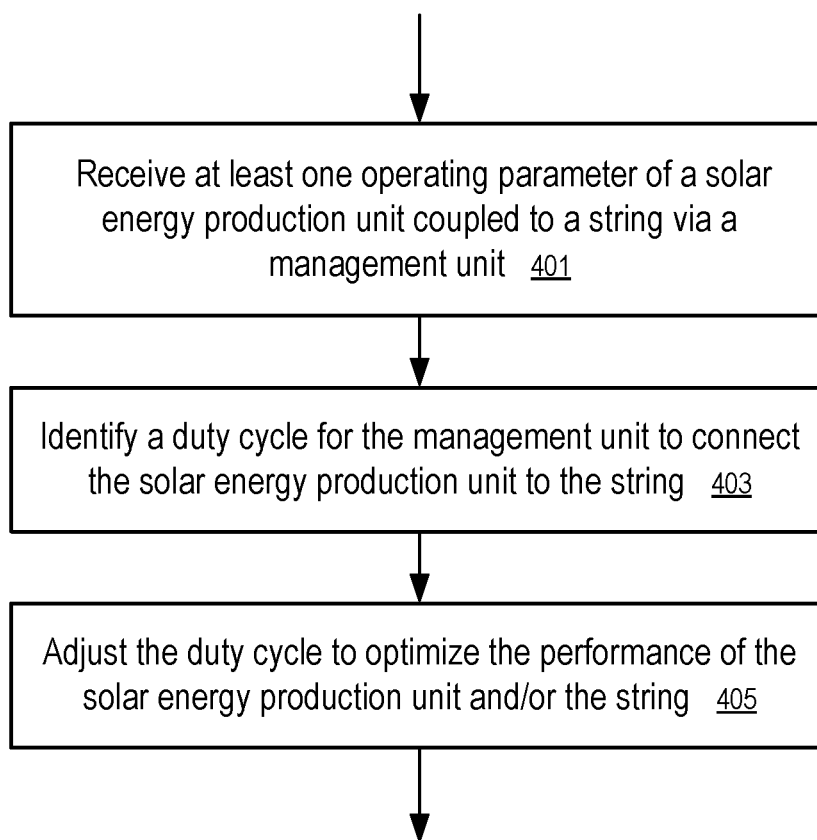 Receive at least one operating parameter of a solar
energy production unit coupled to a string via a
management unit 401
Identify a duty cycle for the management unit to connect
the solar energy production unit to the string 403
Adjust the duty cycle to optimize the performance of the
solar energy production unit and/or the string 405